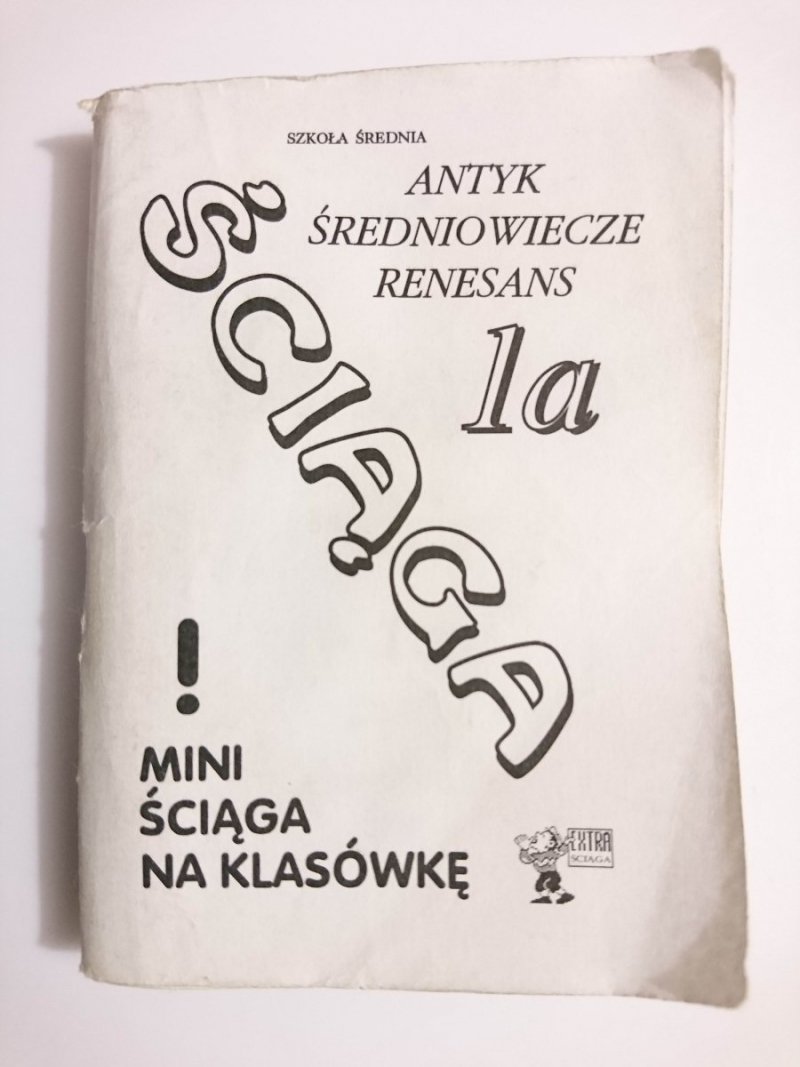 SZKOŁA ŚREDNIA
ANTYK
ŚREDNIOWIECZE
RENESANS
1a
ŚCIĄGA
!
MINI
ŚCIĄGA
NA KLASÓWKĘ
EXTRA
ŚCIĄGA